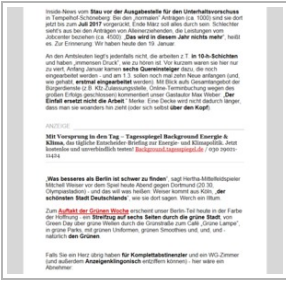 Inside-News vom Stau vor der Ausgabestelle für den Unterhaltsvorschuss
in Tempelhof-Schöneberg: Bei den „normalen“ Anträgen (ca. 1000) sind sie dort
jetzt bis zum Juli 2017 vorgerückt, Ende März soll alles durch sein. Schlechter
sieht's aus bei den Anträgen von Alleinerziehenden, die Leistungen vom
Jobcenter beziehen (ca. 4500): „Das wird in diesem Jahr nichts mehr“, heißt
es. Zur Erinnerung: Wir haben heute den 19. Januar.
An den Amtsleuten liegt's jedenfalls nicht, die arbeiten z.T. in 10-h-Schichten
und haben „immensen Druck“, wie zu hören ist. Vor kurzem waren sie hier nur
zu viert, Anfang Januar kamen sechs Quereinsteiger dazu, die noch
eingearbeitet werden - und am 1.3. sollen noch mal zehn Neue anfangen (und,
wie gehabt, erstmal eingearbeitet werden). Mit Blick aufs Gesamtangebot der
Bürgerdienste (z.B. Kfz-Zulassungsstelle, Online-Terminbuchung wegen des
großen Erfolgs geschlossen) kommentiert unser Gastautor Max Weber: „Der
Einfall ersetzt nicht die Arbeit.“ Merke: Eine Decke wird nicht dadurch länger,
dass man sie woanders hin zieht (oder sich selbst über den Kopf).
ANZEIGE
Mit Vorsprung in den Tag – Tagesspiegel Background Energie &
Klima, das tägliche Entscheider-Briefing zur Energie- und Klimapolitik. Jetzt
kostenlos und unverbindlich testen! Background.tagesspiegel.de / 030 29021-
11424
„Was besseres als Berlin ist schwer zu finden“, sagt Hertha-Mittelfeldspieler
Mitchell Weiser vor dem Spiel heute Abend gegen Dortmund (20.30,
Olympiastadion) - und das will was heißen: Weiser kommt aus Köln, „der
schönsten Stadt Deutschlands“, wie sie dort sagen. Werch ein Illtum.
Zum Auftakt der Grünen Woche erscheint unser Berlin-Teil heute in der Farbe
der Hoffnung - ein Streifzug auf sechs Seiten durch die grüne Stadt, von
Green Day über grüne Wellen durch die Grünstraße zum Café „Grüne Lampe“,
in grüne Parks, mit grünen Uniformen, grünen Smoothies und, und, und -
natürlich den Grünen.
Falls Sie ein Herz übrig haben für Komplettabstinenzler und ein WG-Zimmer
(und außerdem Anzeigenklingonisch entziffern können) - hier wäre ein
Abnehmer: